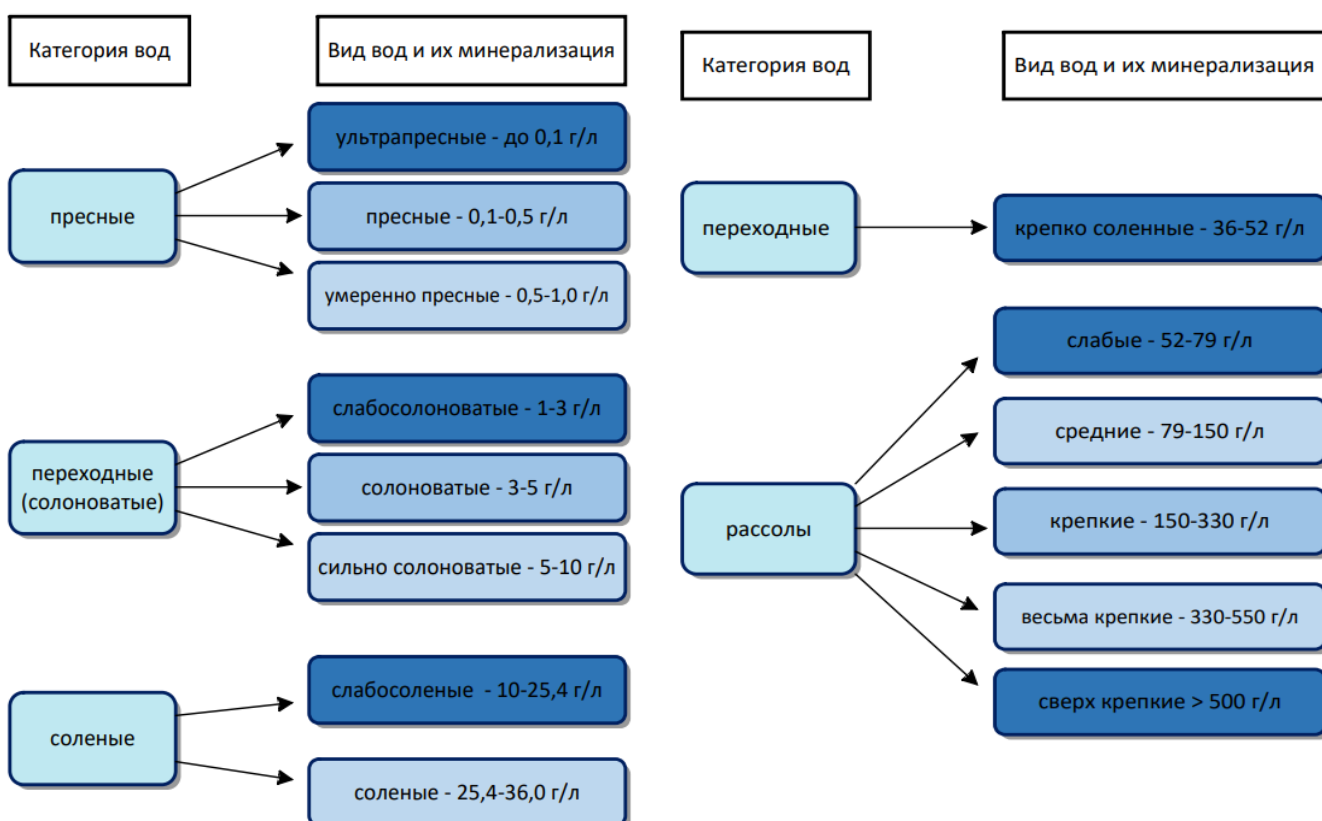 Категория вод
Вид вод и их минерализация
пресные
ультрапресные - до 0,1 г/л
пресные - 0,1-0,5 г/л
умеренно пресные - 0,5-1,0 г/л
переходные
(солоноватые)
слабосолоноватые - 1-3 г/л
солоноватые - 3-5 г/л
сильно солоноватые - 5-10 г/л
соленые
слабосоленые - 10-25,4 г/л
соленые - 25,4-36,0 г/л
Категория вод
Вид вод и их минерализация
переходные
крепко соленные - 36-52 г/л
рассолы
слабые - 52-79 г/л
средние - 79-150 г/л
крепкие - 150-330 г/л
весьма крепкие - 330-550 г/л
сверх крепкие > 500 г/л